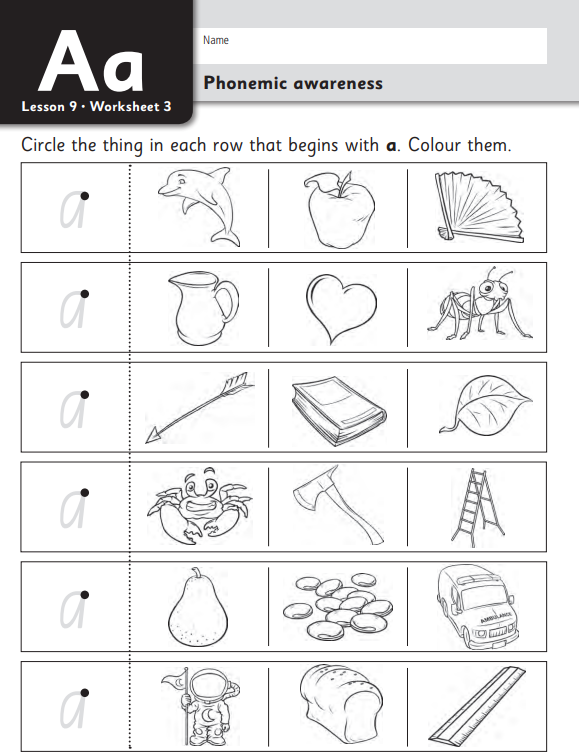 Aa
Lesson 9 • Worksheet 3
Name
Phonemic awareness
Circle the thing in each row that begins with a. Colour them.
a
a
a
a
a
AMBULANCE
a